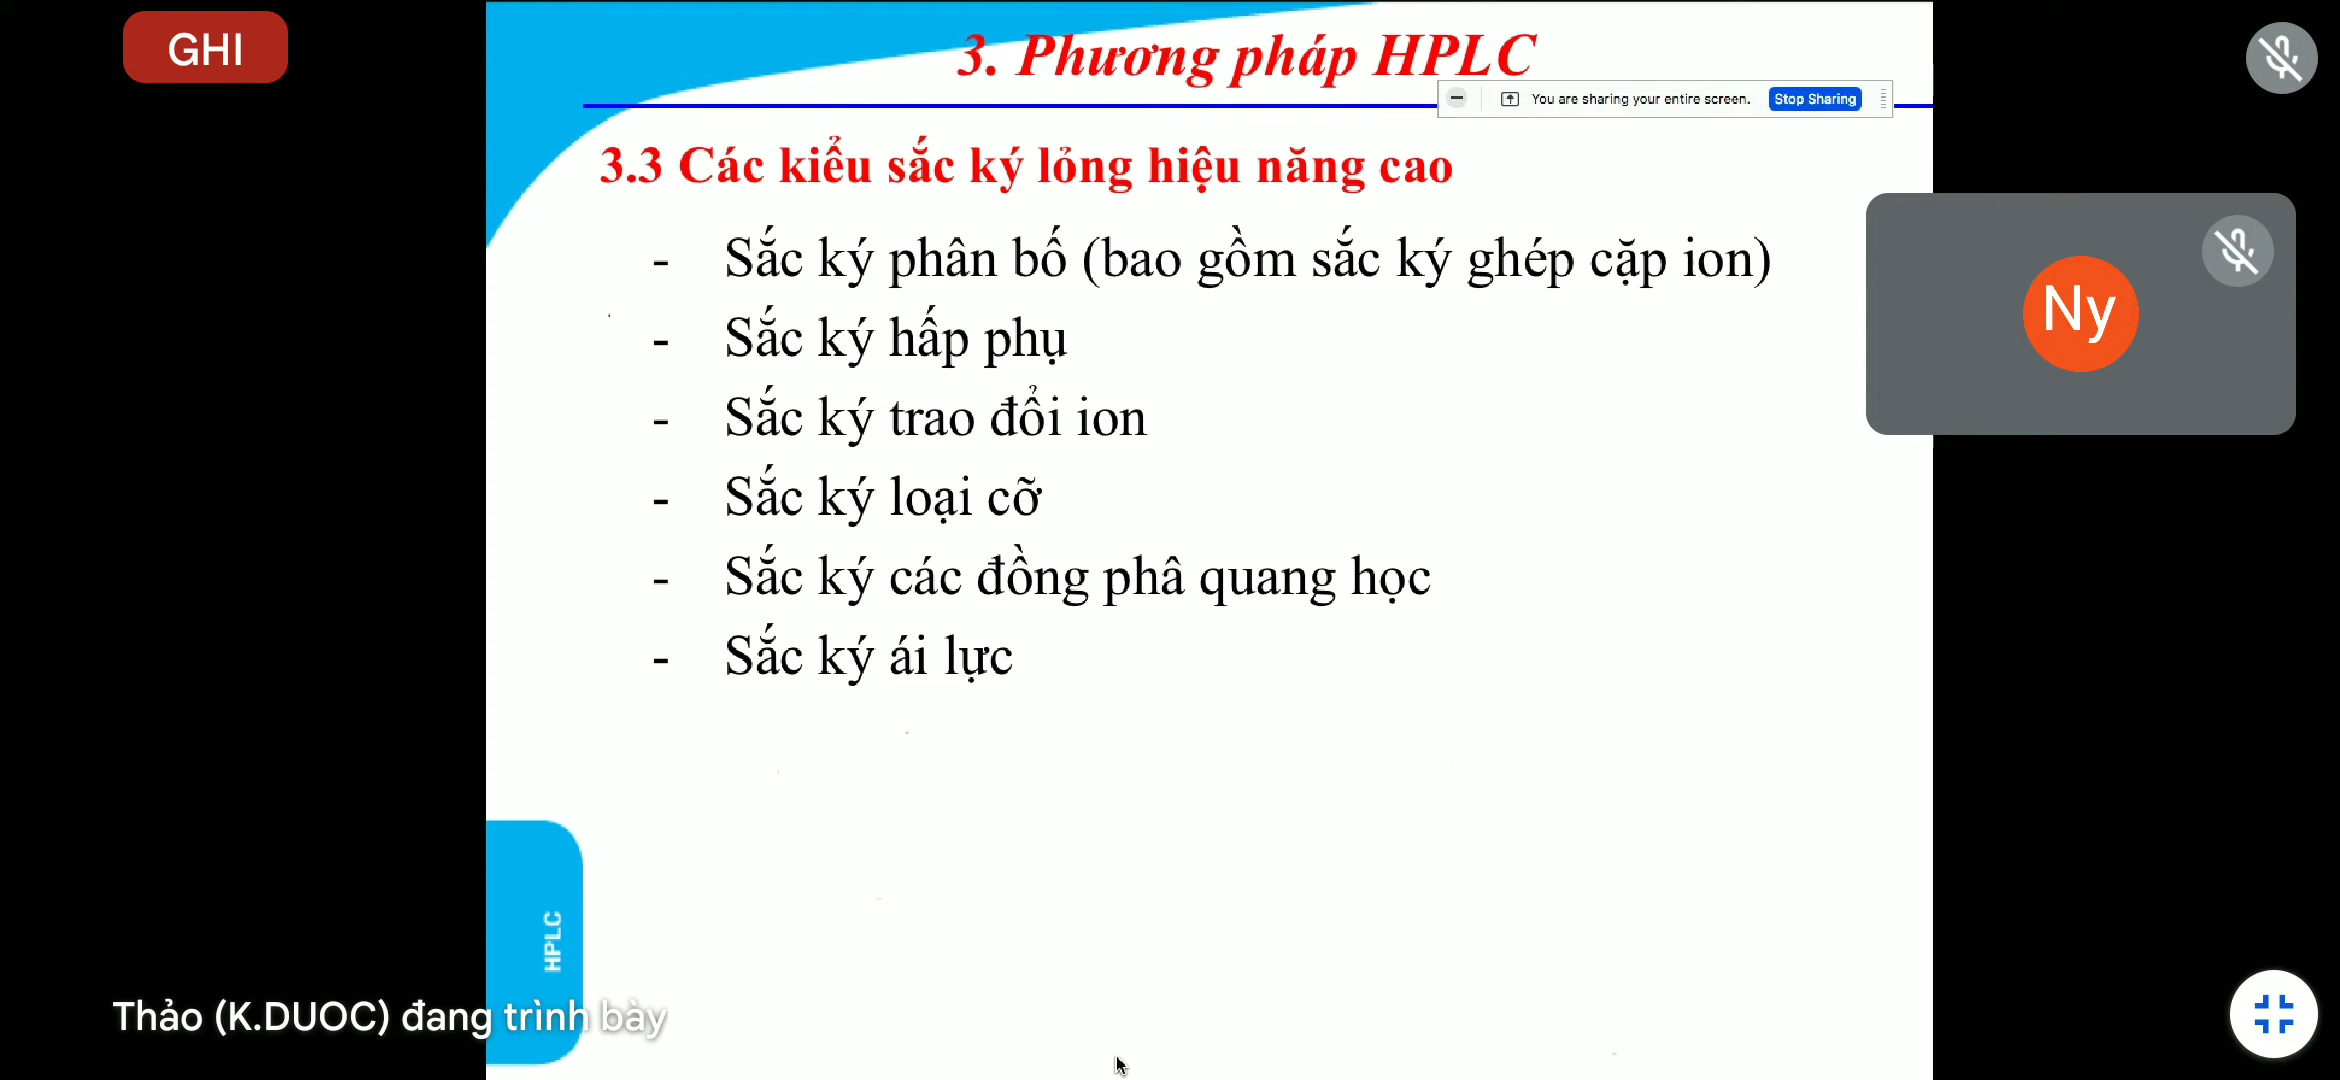 GHI
3. Phương pháp HPLC
You are sharing your entire screen. Stop Sharing
3.3 Các kiểu sắc ký lỏng hiệu năng cao
- Sắc ký phân bố (bao gồm sắc ký ghép cặp ion)
- Sắc ký hấp phụ
- Sắc ký trao đổi ion
- Sắc ký loại cỡ
- Sắc ký các đồng phâ quang học
- Sắc ký ái lực
Ny
HPLC
Thảo (K.DUOC) đang trình bày